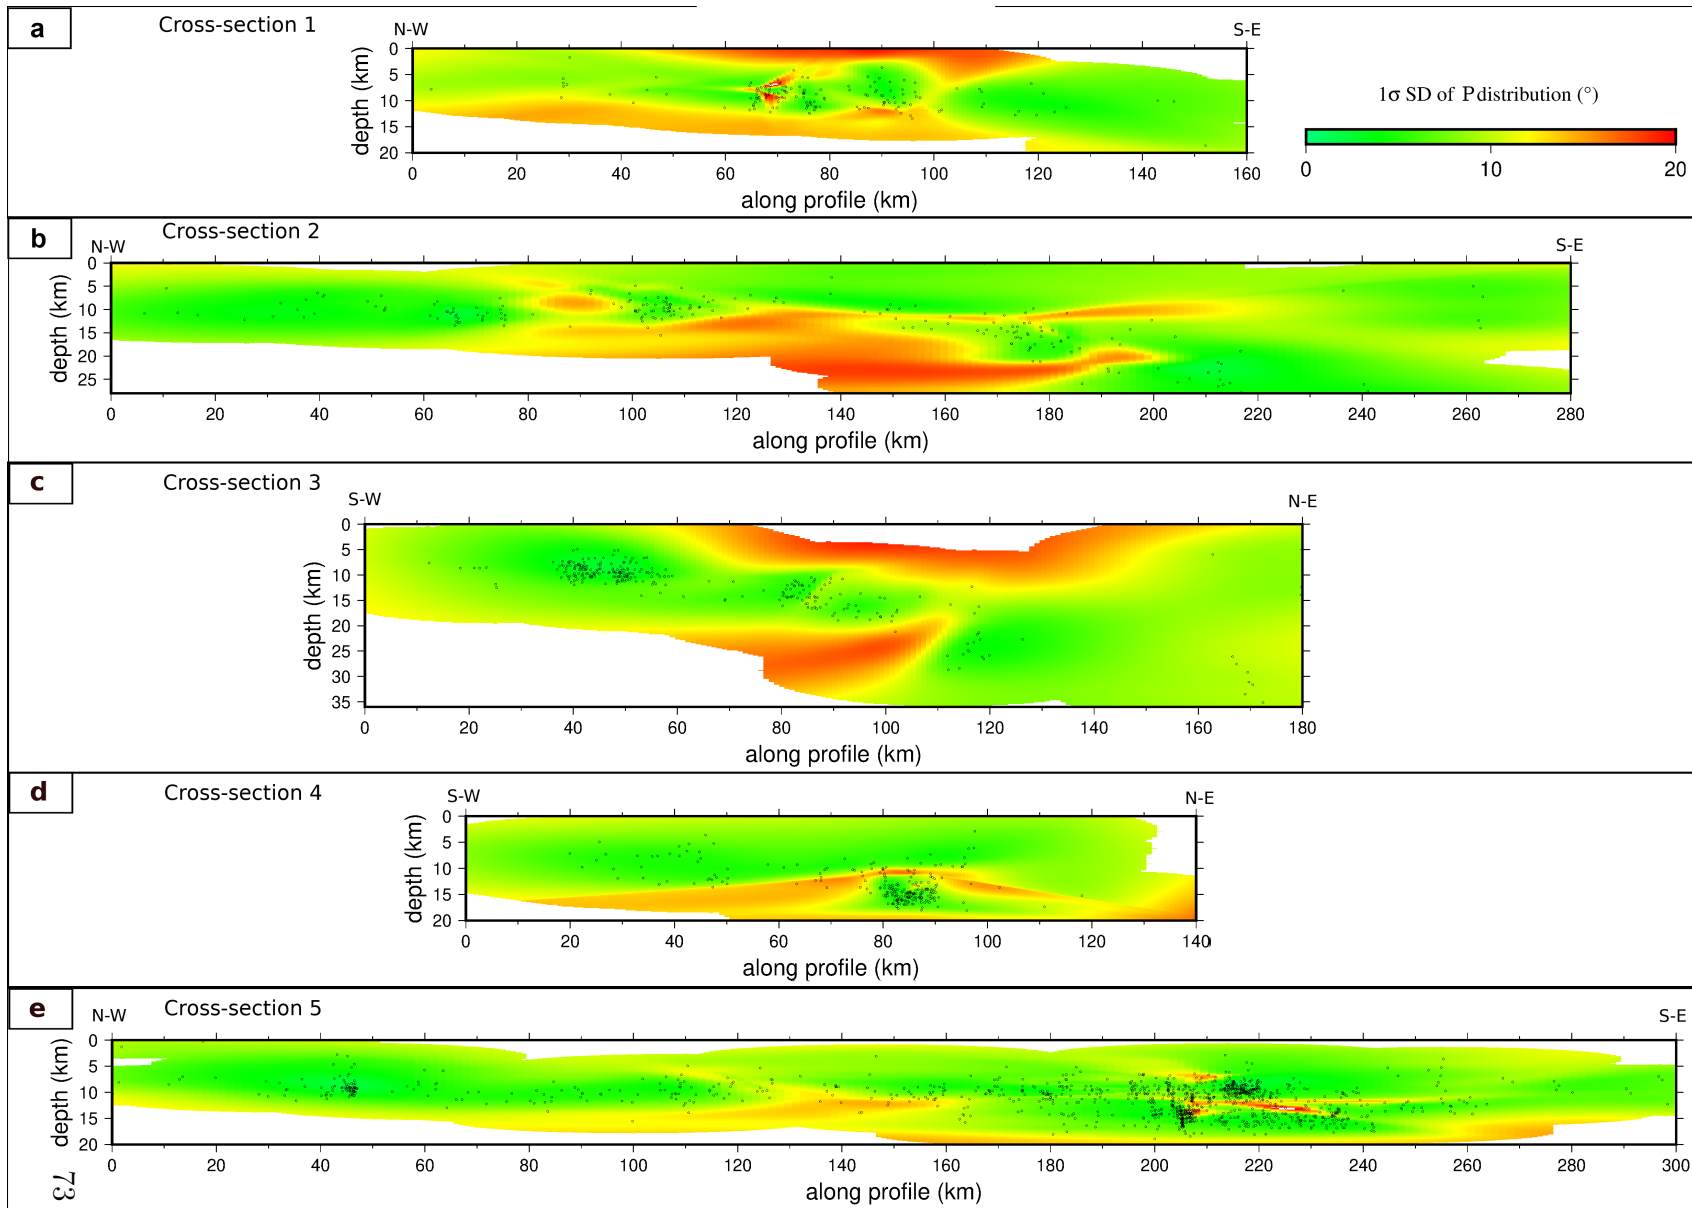 a
Cross-section 1
N-W
S-E
0
5
10
15
20
depth (km)
0 20 40 60 80 100 120 140 160
along profile (km)
1σ SD of P distribution (°)
0 10 20
b
Cross-section 2
N-W
S-E
0
5
10
15
20
25
depth (km)
0 20 40 60 80 100 120 140 160 180 200 220 240 260 280
along profile (km)
c
Cross-section 3
S-W
N-E
0
5
10
15
20
25
30
35
depth (km)
0 20 40 60 80 100 120 140 160 180
along profile (km)
d
Cross-section 4
S-W
N-E
0
5
10
15
20
depth (km)
0 20 40 60 80 100 120 140
along profile (km)
e
Cross-section 5
N-W
S-E
0
5
10
15
20
depth (km)
0 20 40 60 80 100 120 140 160 180 200 220 240 260 280 300
along profile (km)
73